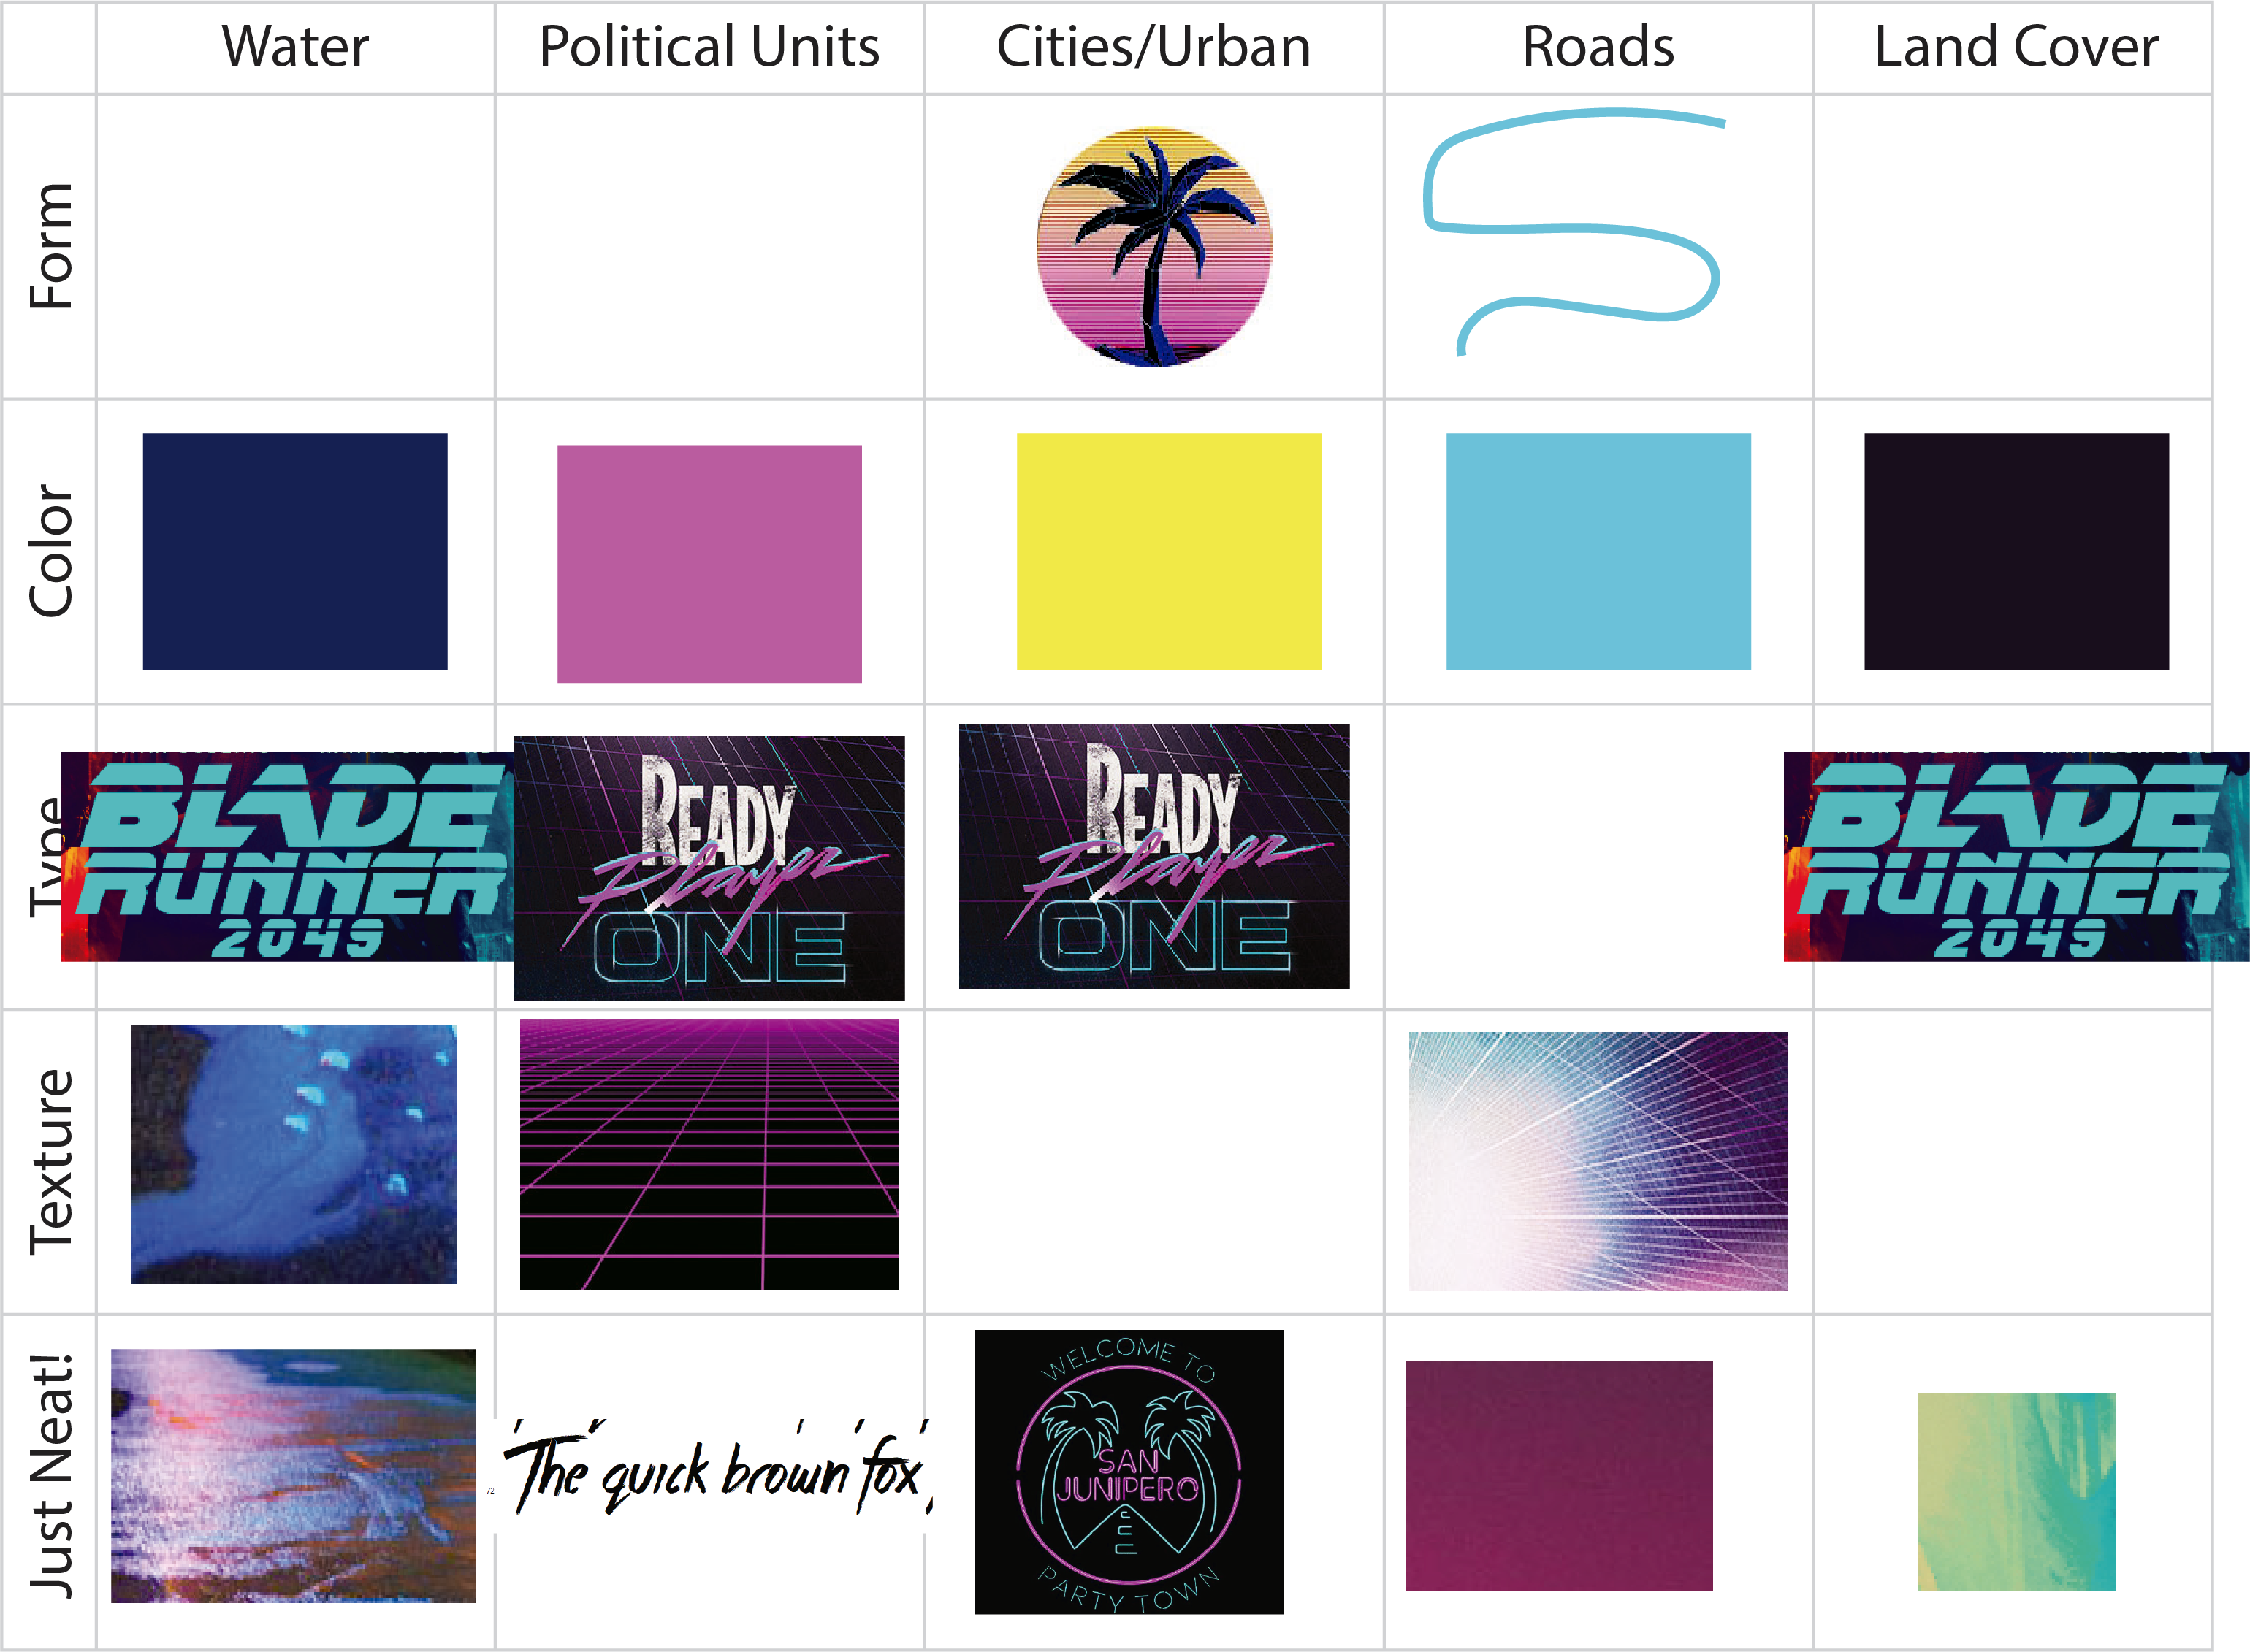 Water Political Units Cities/Urban Roads Land Cover
Form
Color
Type
BLADE
RUNNER
2049
READY
Player
ONE
READY
Player
ONE
BLADE
RUNNER
2049
Texture
Just Neat!
72
The quick brown fox
WELCOME TO
SAN
JUNIPERO
PARTY TOWN